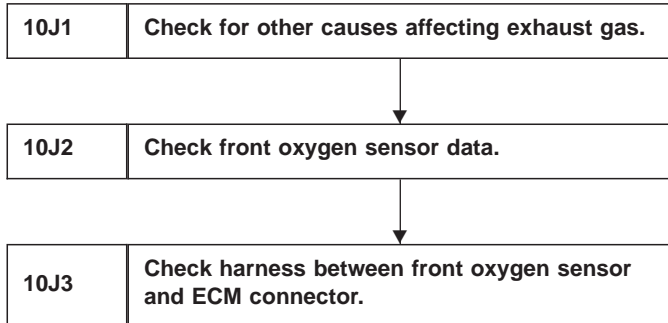 10J1 Check for other causes affecting exhaust gas.
10J2 Check front oxygen sensor data.
10J3 Check harness between front oxygen sensor
and ECM connector.